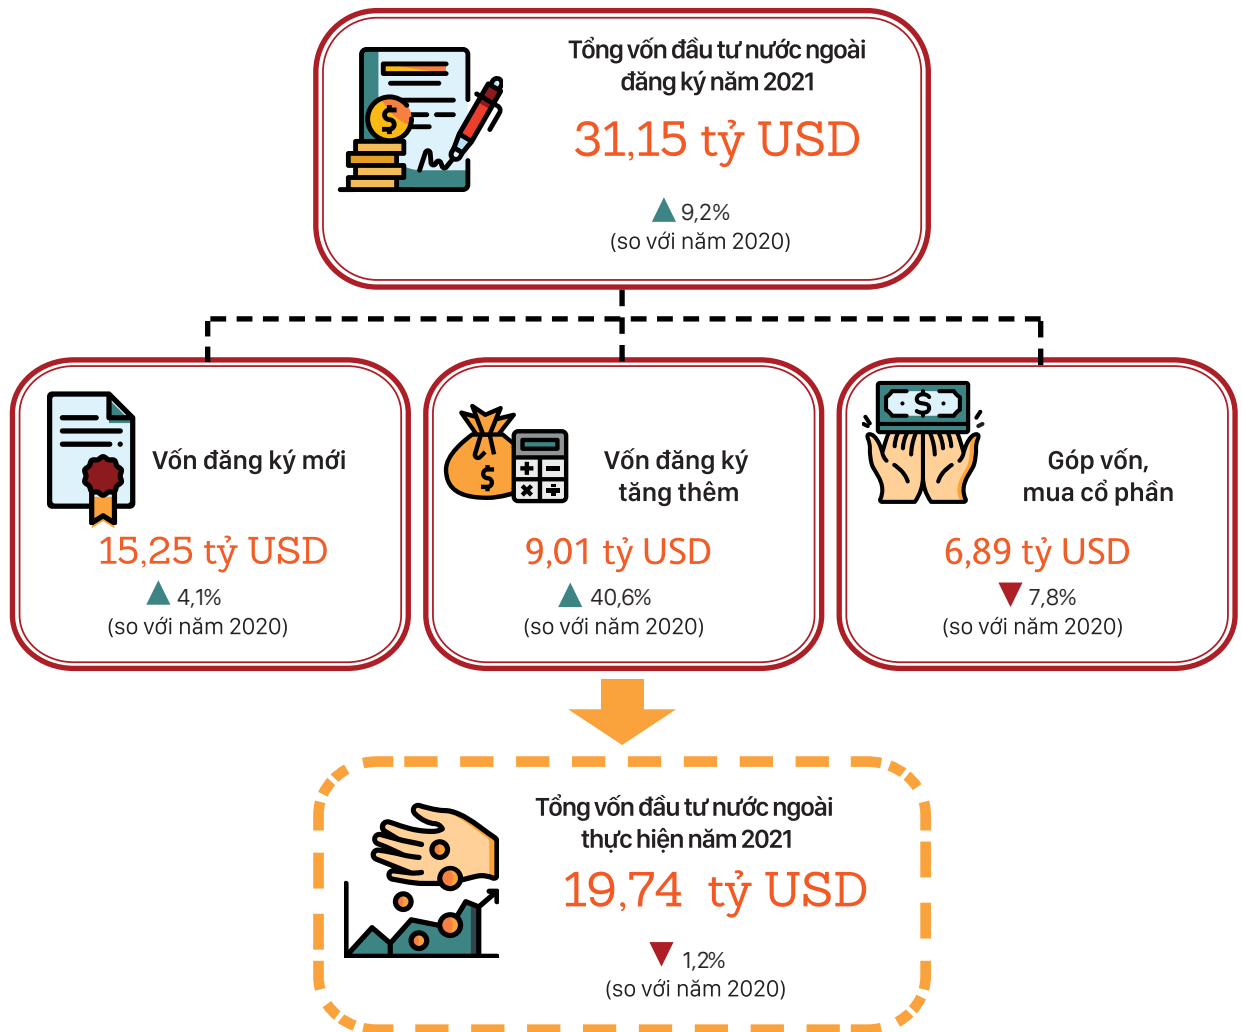 Tổng vốn đầu tư nước ngoài
đăng ký năm 2021
31,15 tỷ USD
9,2%
(so với năm 2020)
Vốn đăng ký mới
15,25 tỷ USD
4,1%
(so với năm 2020)
Vốn đăng ký
tăng thêm
9,01 tỷ USD
40,6%
(so với năm 2020)
Góp vốn,
mua cổ phần
6,89 tỷ USD
7,8%
(so với năm 2020)
Tổng vốn đầu tư nước ngoài
thực hiện năm 2021
19,74 tỷ USD
1,2%
(so với năm 2020)